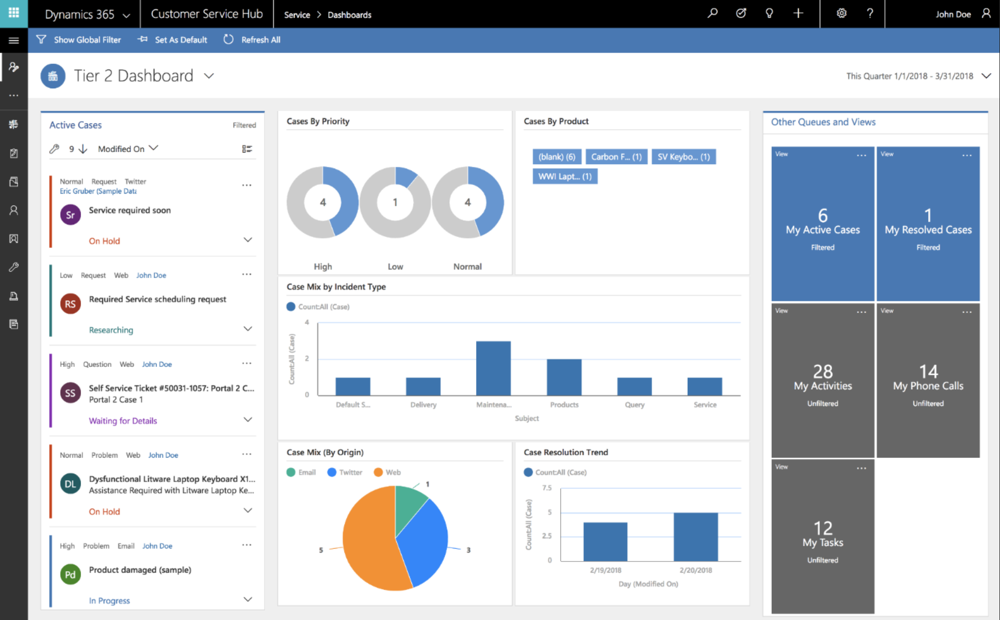 Dynamics 365
Customer Service Hub
Service > Dashboards
?
John Doe
Show Global Filter
Set As Default
Refresh All
Tier 2 Dashboard
This Quarter 1/1/2018 - 3/31/2018
Active Cases
Filtered
9
Modified On
Normal Request Twitter
Eric Gruber (Sample Data
Sr
Service required soon
On Hold
Low Request Web John Doe
RS
Required Service scheduling request
Researching
High Question Web John Doe
SS
Self Service Ticket #50031-1057: Portal 2 C...
Portal 2 Case 1
Waiting for Details
Normal Problem Web John Doe
DL
Dysfunctional Litware Laptop Keyboard X1...
Assistance Required with Litware Laptop Ke...
On Hold
High Problem Email John Doe
Pd
Product damaged (sample)
In Progress
Cases By Priority
4
1
4
High
Low
Normal
Cases By Product
(blank) (6)
Carbon F... (1)
SV Keybo... (1)
WWI Lapt... (1)
Case Mix by Incident Type
Count:All (Case)
Count:All (Case)
4
2
0
Default S...
Delivery
Maintena...
Products
Query
Service
Subject
Case Mix (By Origin)
Email
Twitter
Web
1
5
3
Case Resolution Trend
Count:All (Case)
Count:All (Case)
7.5
5
2.5
0
2/19/2018
2/20/2018
Day (Modified On)
Other Queues and Views
View ...
6
My Active Cases
Filtered
View ...
1
My Resolved Cases
Filtered
View ...
28
My Activities
Unfiltered
View ...
14
My Phone Calls
Unfiltered
View ...
12
My Tasks
Unfiltered